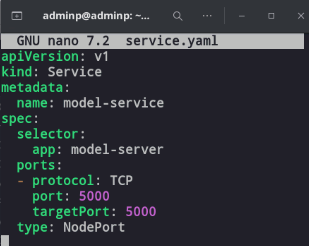 adminp@adminp: ~...
GNU nano 7.2  service.yaml
apiVersion: v1
kind: Service
metadata:
  name: model-service
spec:
  selector:
    app: model-server
  ports:
  - protocol: TCP
    port: 5000
    targetPort: 5000
  type: NodePort